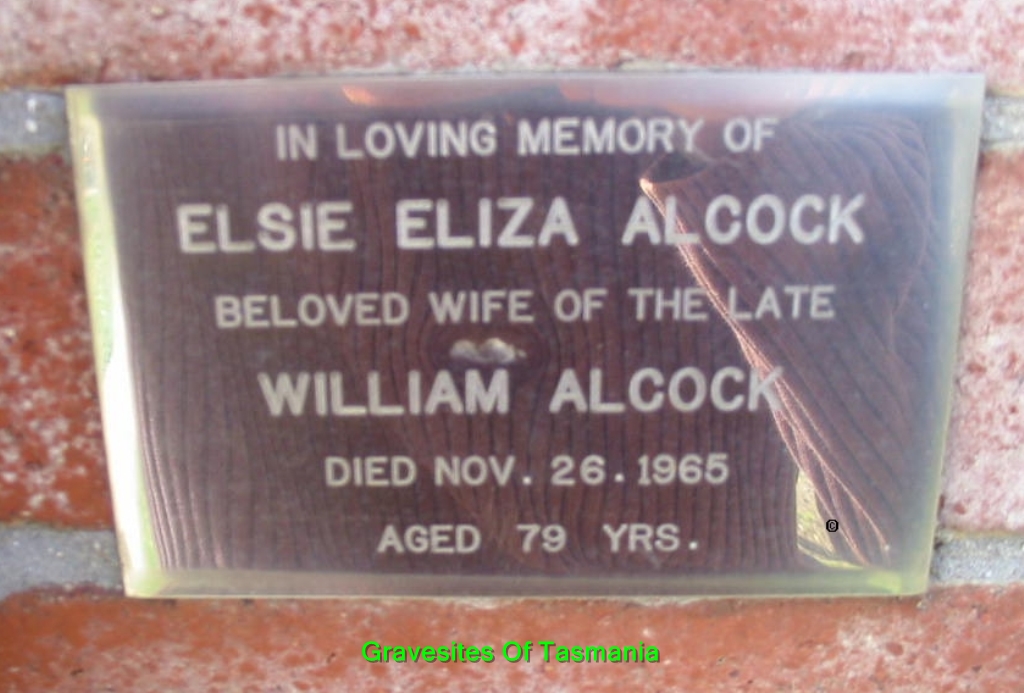 IN LOVING MEMORY OF
ELSIE ELIZA ALCOCK
BELOVED WIFE OF THE LATE
WILLIAM ALCOCK
DIED NOV. 26. 1965
AGED 79 YRS.
©
Gravesites Of Tasmania